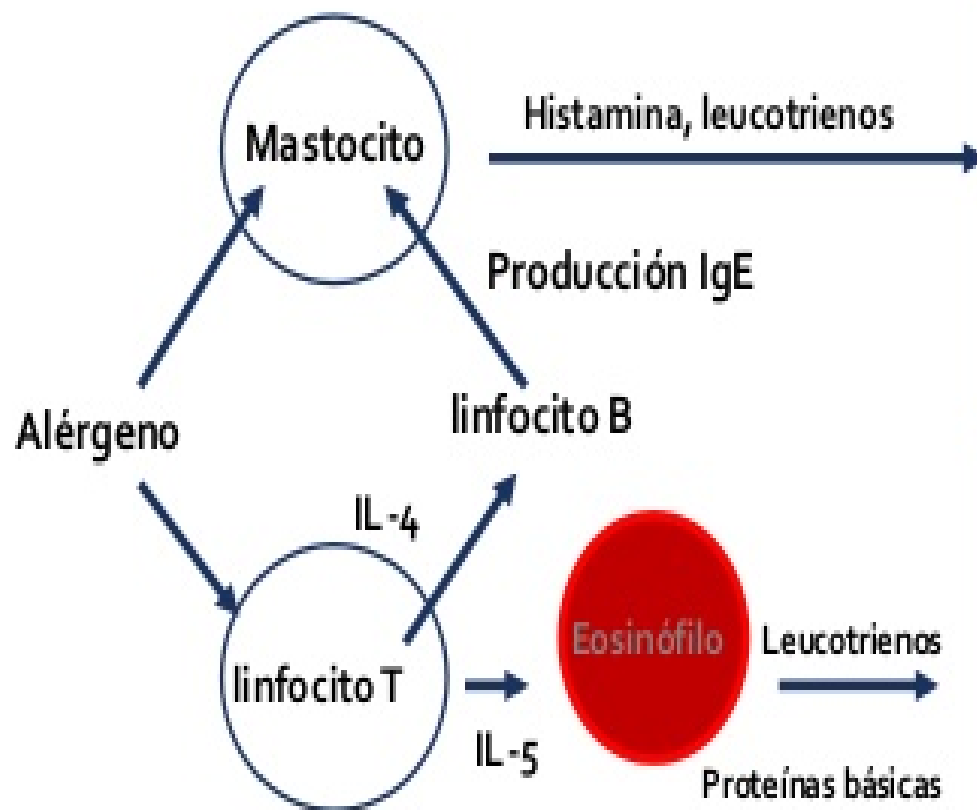 Mastocito
Histamina, leucotrienos
Producción IgE
Alérgeno
linfocito B
IL-4
linfocito T
IL-5
Eosinófilo
Leucotrienos
Proteínas básicas